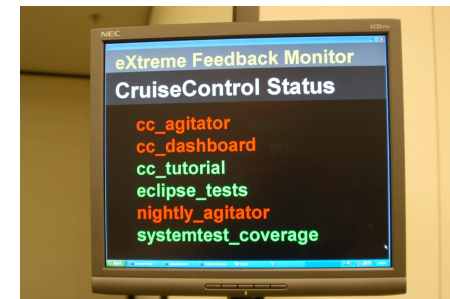 NEC
eXtreme Feedback Monitor
CruiseControl Status
cc_agitator
cc_dashboard
cc_tutorial
eclipse_tests
nightly_agitator
systemtest_coverage